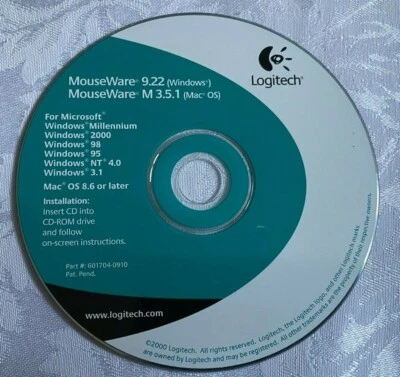 Logitech®
MouseWare® 9.22 (Windows®)
MouseWare® M 3.5.1 (Mac® OS)
For Microsoft®
Windows® Millennium
Windows® 2000
Windows® 98
Windows® 95
Windows® NT® 4.0
Windows® 3.1
Mac® OS 8.6 or later
Installation:
Insert CD into
CD-ROM drive
and follow
on-screen instructions.
Part #: 601704-0910
Pat. Pend.
www.logitech.com
©2000 Logitech. All rights reserved. Logitech, the Logitech logo and other Logitech marks
are owned by Logitech and may be registered. All other trademarks are the property of their respective owners.